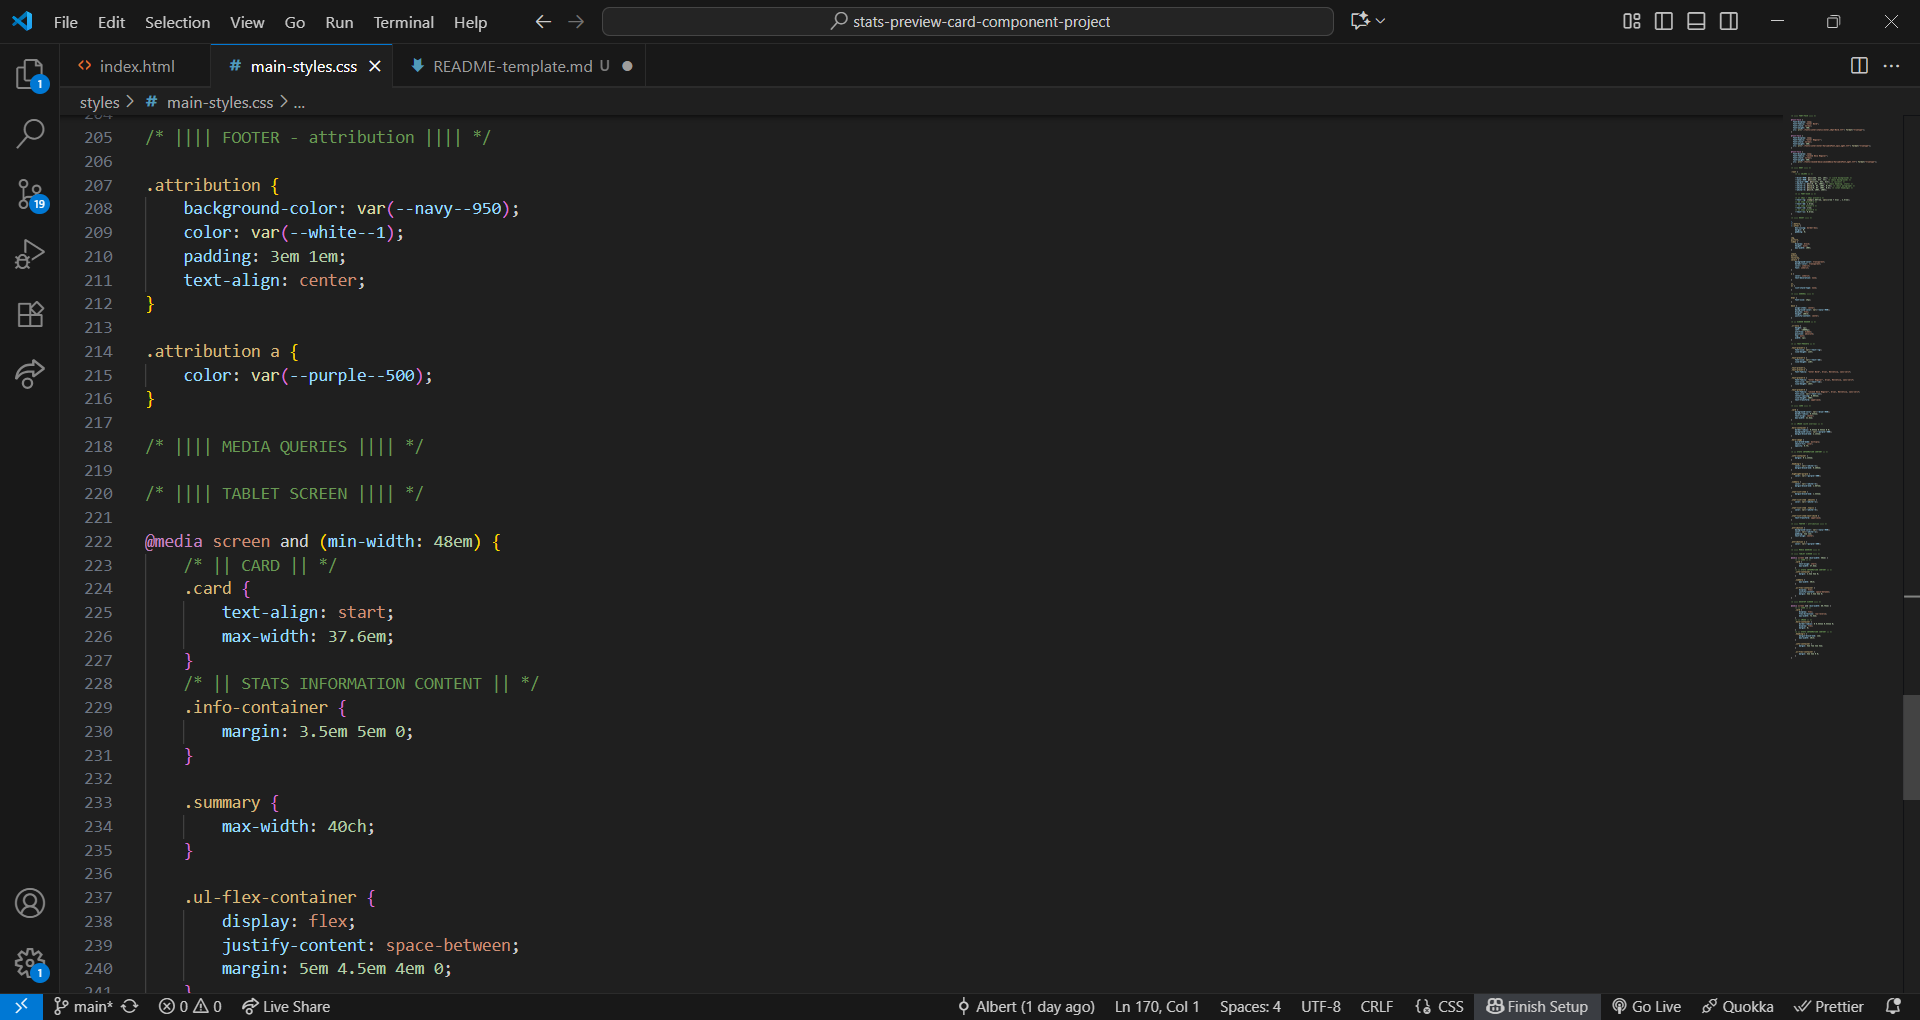 File Edit Selection View Go Run Terminal Help stats-preview-card-component-project
index.html main-styles.css README-template.md U
styles > main-styles.css > ...
1
19
205 /* |||| FOOTER - attribution |||| */
206
207 .attribution {
208 background-color: var(--navy--950);
209 color: var(--white--1);
210 padding: 3em 1em;
211 text-align: center;
212 }
213
214 .attribution a {
215 color: var(--purple--500);
216 }
217
218 /* |||| MEDIA QUERIES |||| */
219
220 /* |||| TABLET SCREEN |||| */
221
222 @media screen and (min-width: 48em) {
223 /* || CARD || */
224 .card {
225 text-align: start;
226 max-width: 37.6em;
227 }
228 /* || STATS INFORMATION CONTENT || */
229 .info-container {
230 margin: 3.5em 5em 0;
231 }
232
233 .summary {
234 max-width: 40ch;
235 }
236
237 .ul-flex-container {
238 display: flex;
239 justify-content: space-between;
240 margin: 5em 4.5em 4em 0;
241 }
1
main* 0 0 Live Share Albert (1 day ago) Ln 170, Col 1 Spaces: 4 UTF-8 CRLF {} CSS Finish Setup Go Live Quokka Prettier